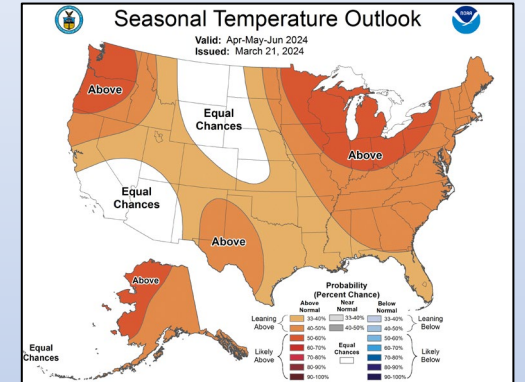 Seasonal Temperature Outlook
Valid: Apr-May-Jun 2024
Issued: March 21, 2024
NOAA
Above
Equal
Chances
Above
Equal
Chances
Above
Above
Equal
Chances
Probability
(Percent Chance)
Above
Normal
Near
Normal
Below
Normal
Leaning
Above
33-40%
40-50%
33-40%
40-50%
33-40%
40-50%
Leaning
Below
Likely
Above
50-60%
60-70%
70-80%
80-90%
90-100%
Equal
Chances
50-60%
60-70%
70-80%
80-90%
90-100%
Likely
Below